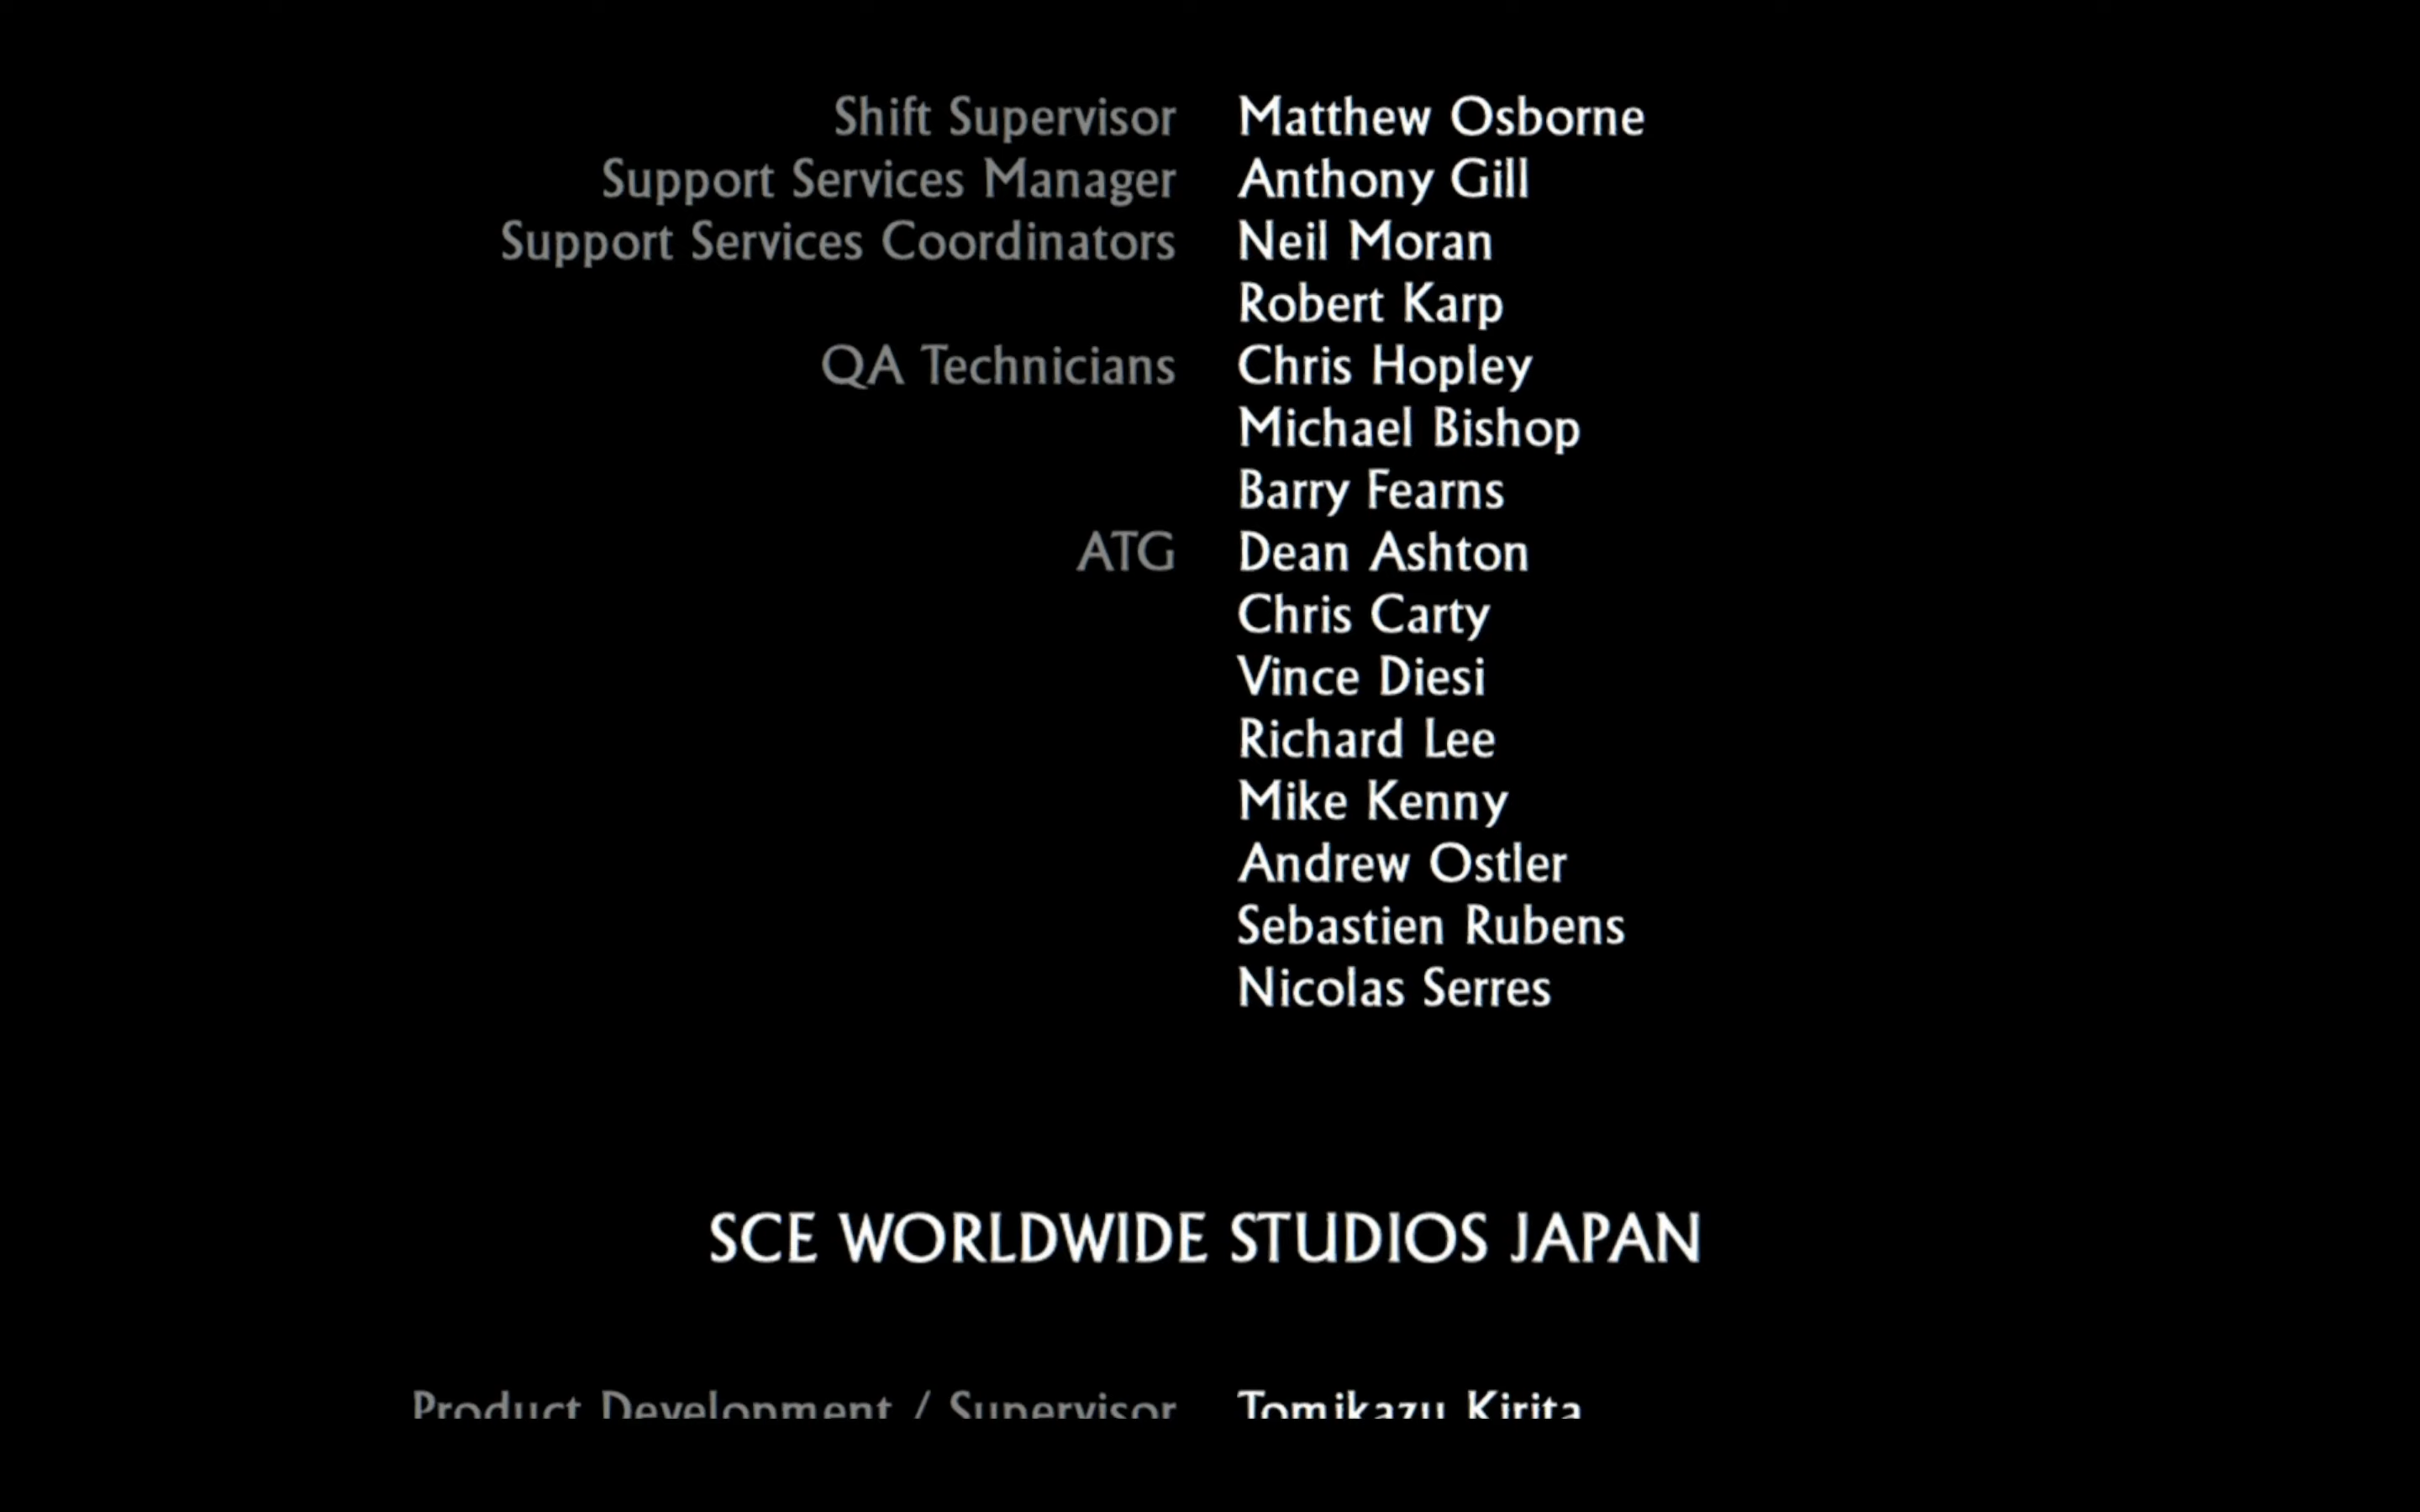 Shift Supervisor Matthew Osborne
Support Services Manager Anthony Gill
Support Services Coordinators Neil Moran
Robert Karp
QA Technicians Chris Hopley
Michael Bishop
Barry Fearns
ATG Dean Ashton
Chris Carty
Vince Diesi
Richard Lee
Mike Kenny
Andrew Ostler
Sebastien Rubens
Nicolas Serres
SCE WORLDWIDE STUDIOS JAPAN
Product Development / Supervisor Tomikazu Kirita